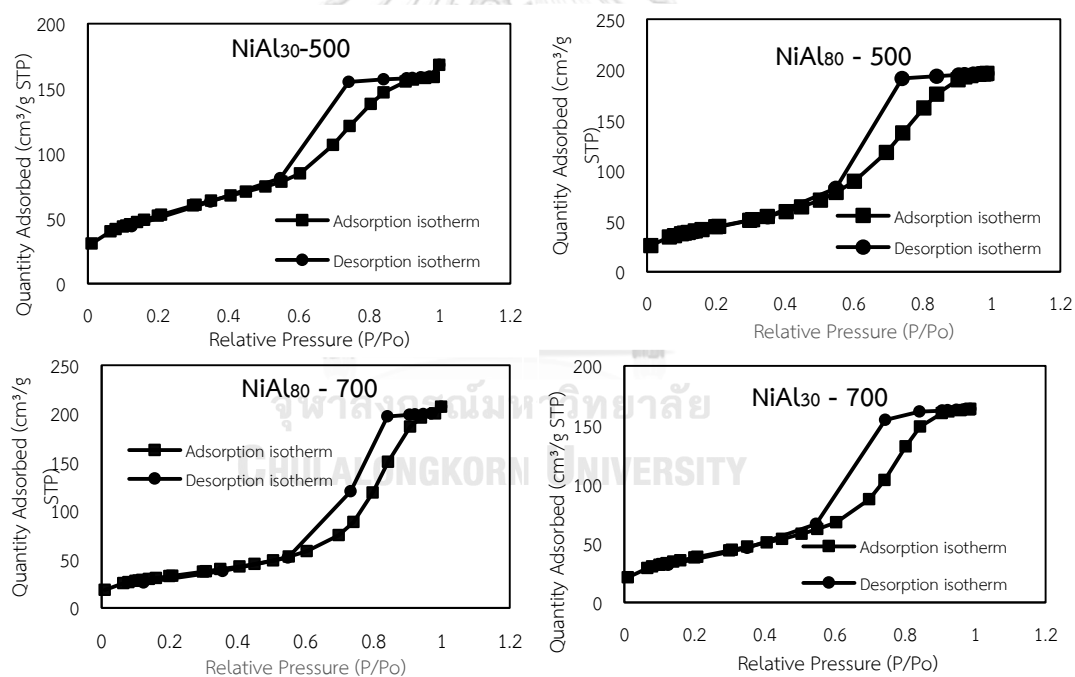 NiAl30-500
Quantity Adsorbed (cm³/g STP)
200
150
100
50
0
0 0.2 0.4 0.6 0.8 1 1.2
Relative Pressure (P/Po)
Adsorption isotherm
Desorption isotherm
NiAl80 - 500
Quantity Adsorbed (cm³/g
STP)
250
200
150
100
50
0
0 0.2 0.4 0.6 0.8 1 1.2
Relative Pressure (P/Po)
Adsorption isotherm
Desorption isotherm
NiAl80 - 700
Quantity Adsorbed (cm³/g
STP)
250
200
150
100
50
0
0 0.2 0.4 0.6 0.8 1 1.2
Relative Pressure (P/Po)
Adsorption isotherm
Desorption isotherm
NiAl30 - 700
Quantity Adsorbed (cm³/g STP)
200
150
100
50
0
0 0.2 0.4 0.6 0.8 1 1.2
Relative Pressure (P/Po)
Adsorption isotherm
Desorption isotherm
จุฬาลงกรณ์มหาวิทยาลัย
CHULALONGKORN UNIVERSITY